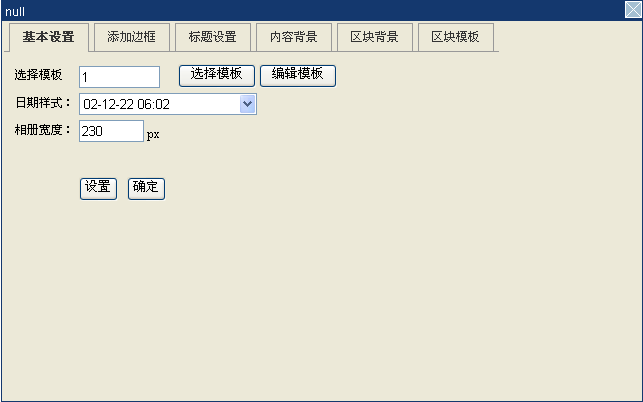 null
基本设置 添加边框 标题设置 内容背景 区块背景 区块模板
选择模板 1 选择模板 编辑模板
日期样式： 02-12-22 06:02
相册宽度： 230 px
设置 确定